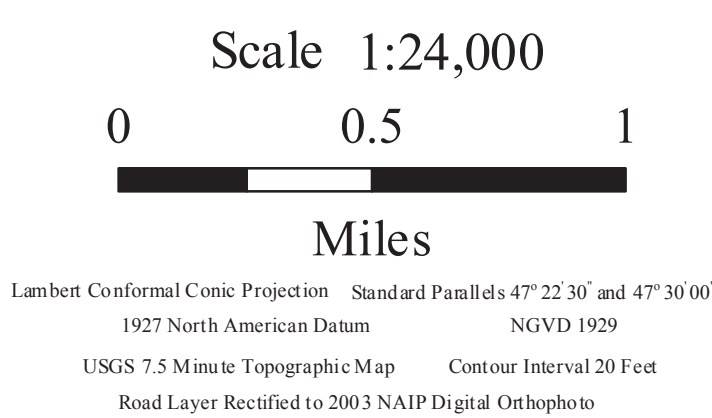 Scale 1:24,000
0 0.5 1
Miles
Lambert Conformal Conic Projection Standard Parallels 47° 22' 30" and 47° 30' 00'
1927 North American Datum NGVD 1929
USGS 7.5 Minute Topographic Map Contour Interval 20 Feet
Road Layer Rectified to 2003 NAIP Digital Orthophoto